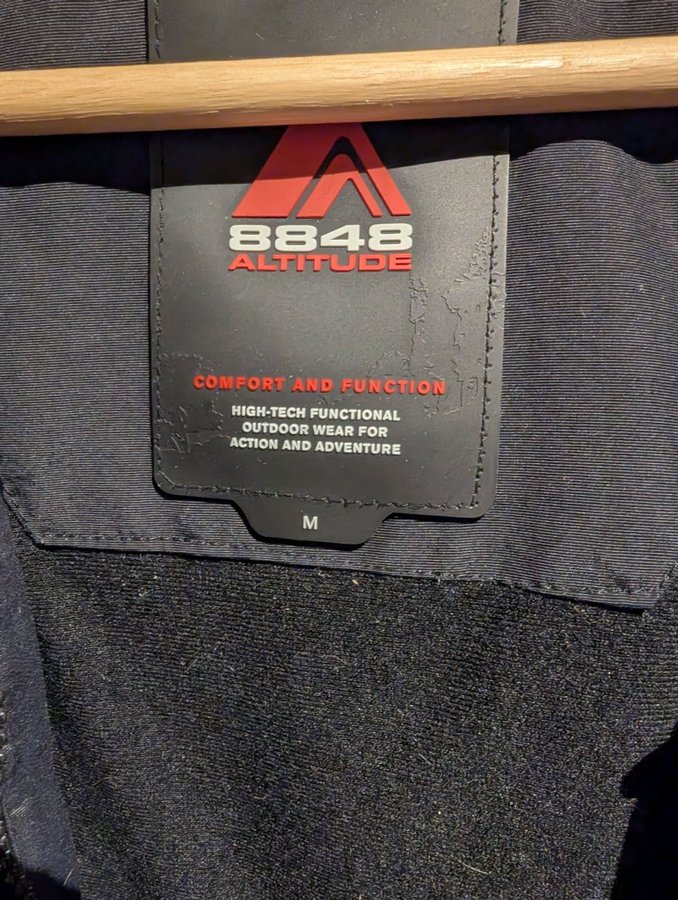 8848
ALTITUDE
COMFORT AND FUNCTION
HIGH-TECH FUNCTIONAL
OUTDOOR WEAR FOR
ACTION AND ADVENTURE
M